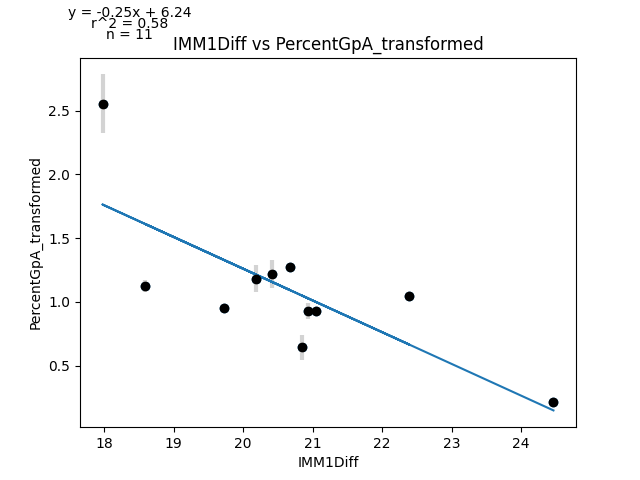 y = -0.25x + 6.24
r^2 = 0.58
n = 11
IMM1Diff vs PercentGpA_transformed
PercentGpA_transformed
2.5
2.0
1.5
1.0
0.5
18 19 20 21 22 23 24
IMM1Diff